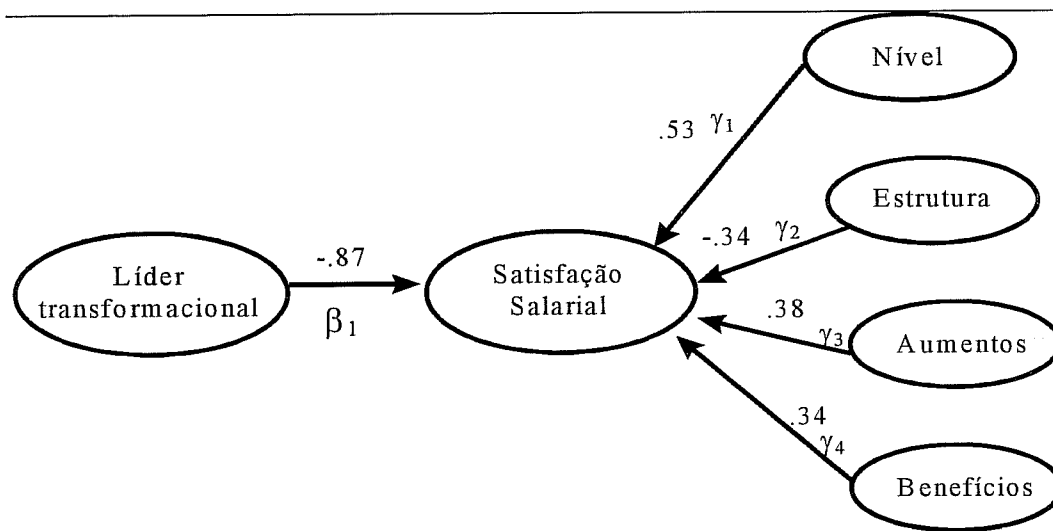 Nível
.53 γ1
Estrutura
-.34 γ2
-.87
Líder
transformacional
β1
Satisfação
Salarial
.38
γ3
Aumentos
.34
γ4
Benefícios